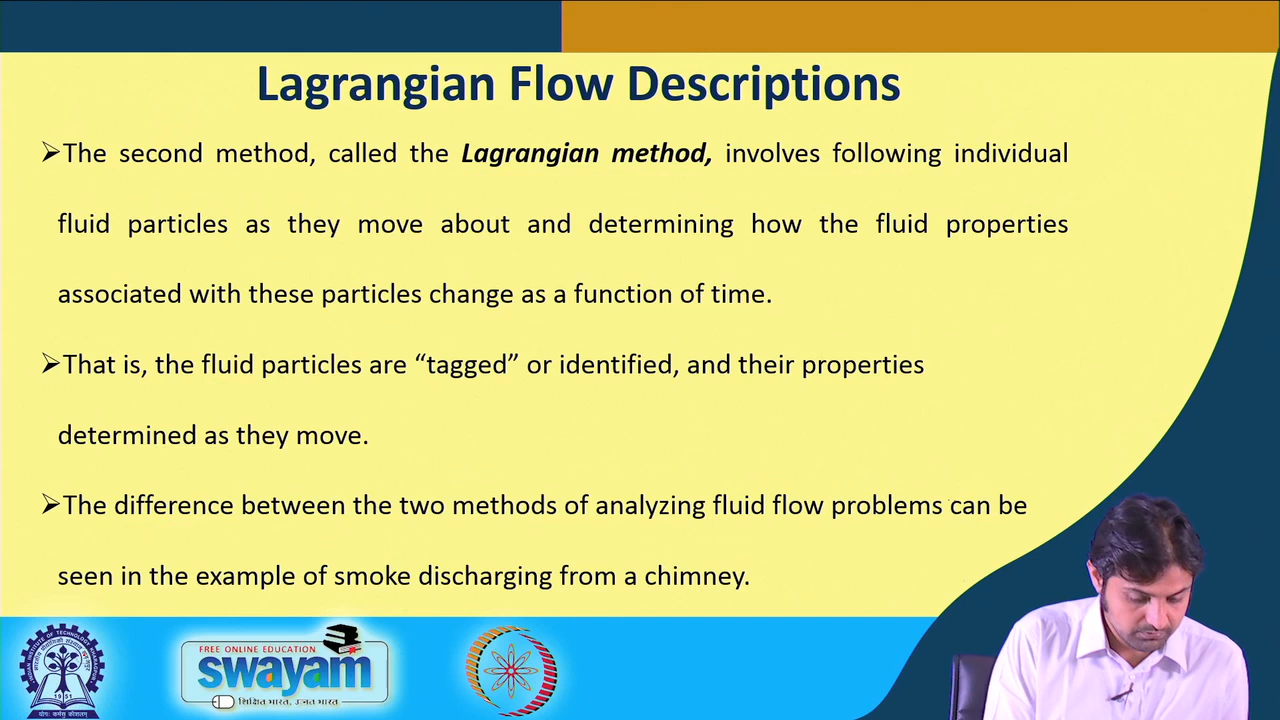 Lagrangian Flow Descriptions
➢The second method, called the Lagrangian method, involves following individual
fluid particles as they move about and determining how the fluid properties
associated with these particles change as a function of time.
➢That is, the fluid particles are “tagged” or identified, and their properties
determined as they move.
➢The difference between the two methods of analyzing fluid flow problems can be
seen in the example of smoke discharging from a chimney.
FREE ONLINE EDUCATION
swayam
शिक्षित भारत, उन्नत भारत
1951
योगः कर्मसु कौशलम्